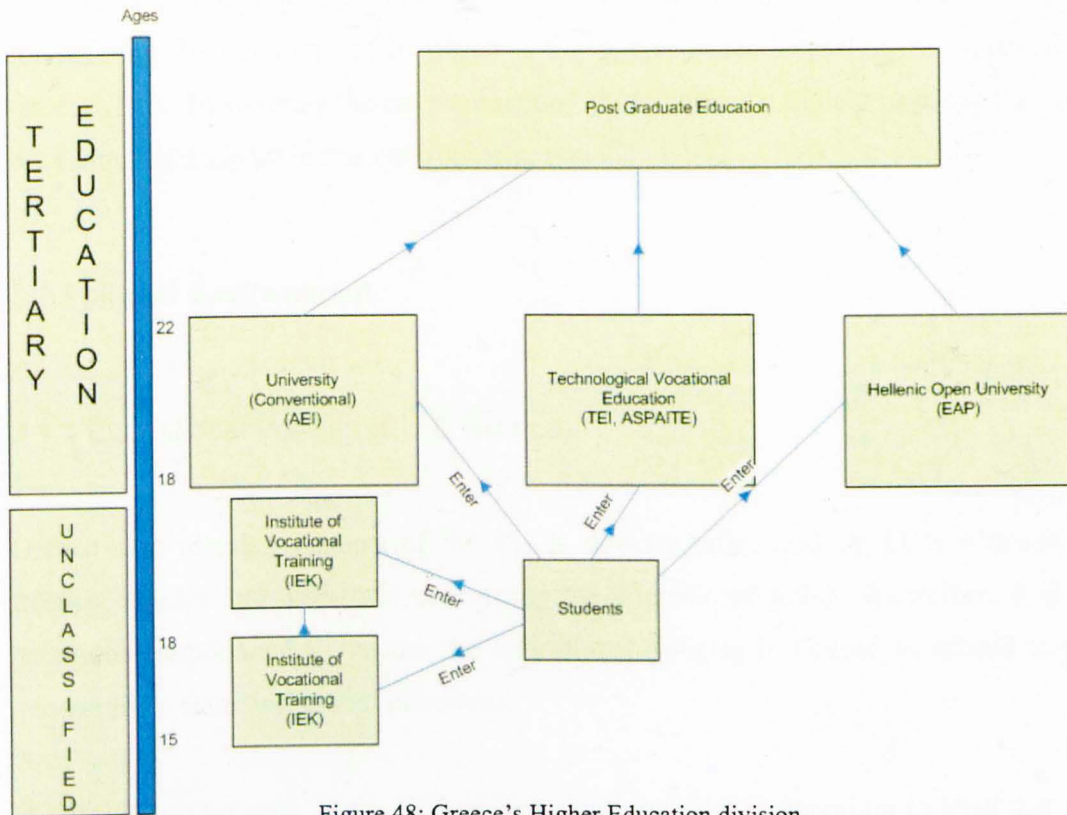 Ages
TERTIARY
EDUCATION
Post Graduate Education
22
University
(Conventional)
(AEI)
Technological Vocational
Education
(TEI, ASPAITE)
Hellenic Open University
(EAP)
18
Enter
Enter
Enter
UNCLASSIFIED
Institute of
Vocational
Training
(IEK)
Enter
Students
18
Institute of
Vocational
Training
(IEK)
Enter
15
Figure 48: Greece's Higher Education division